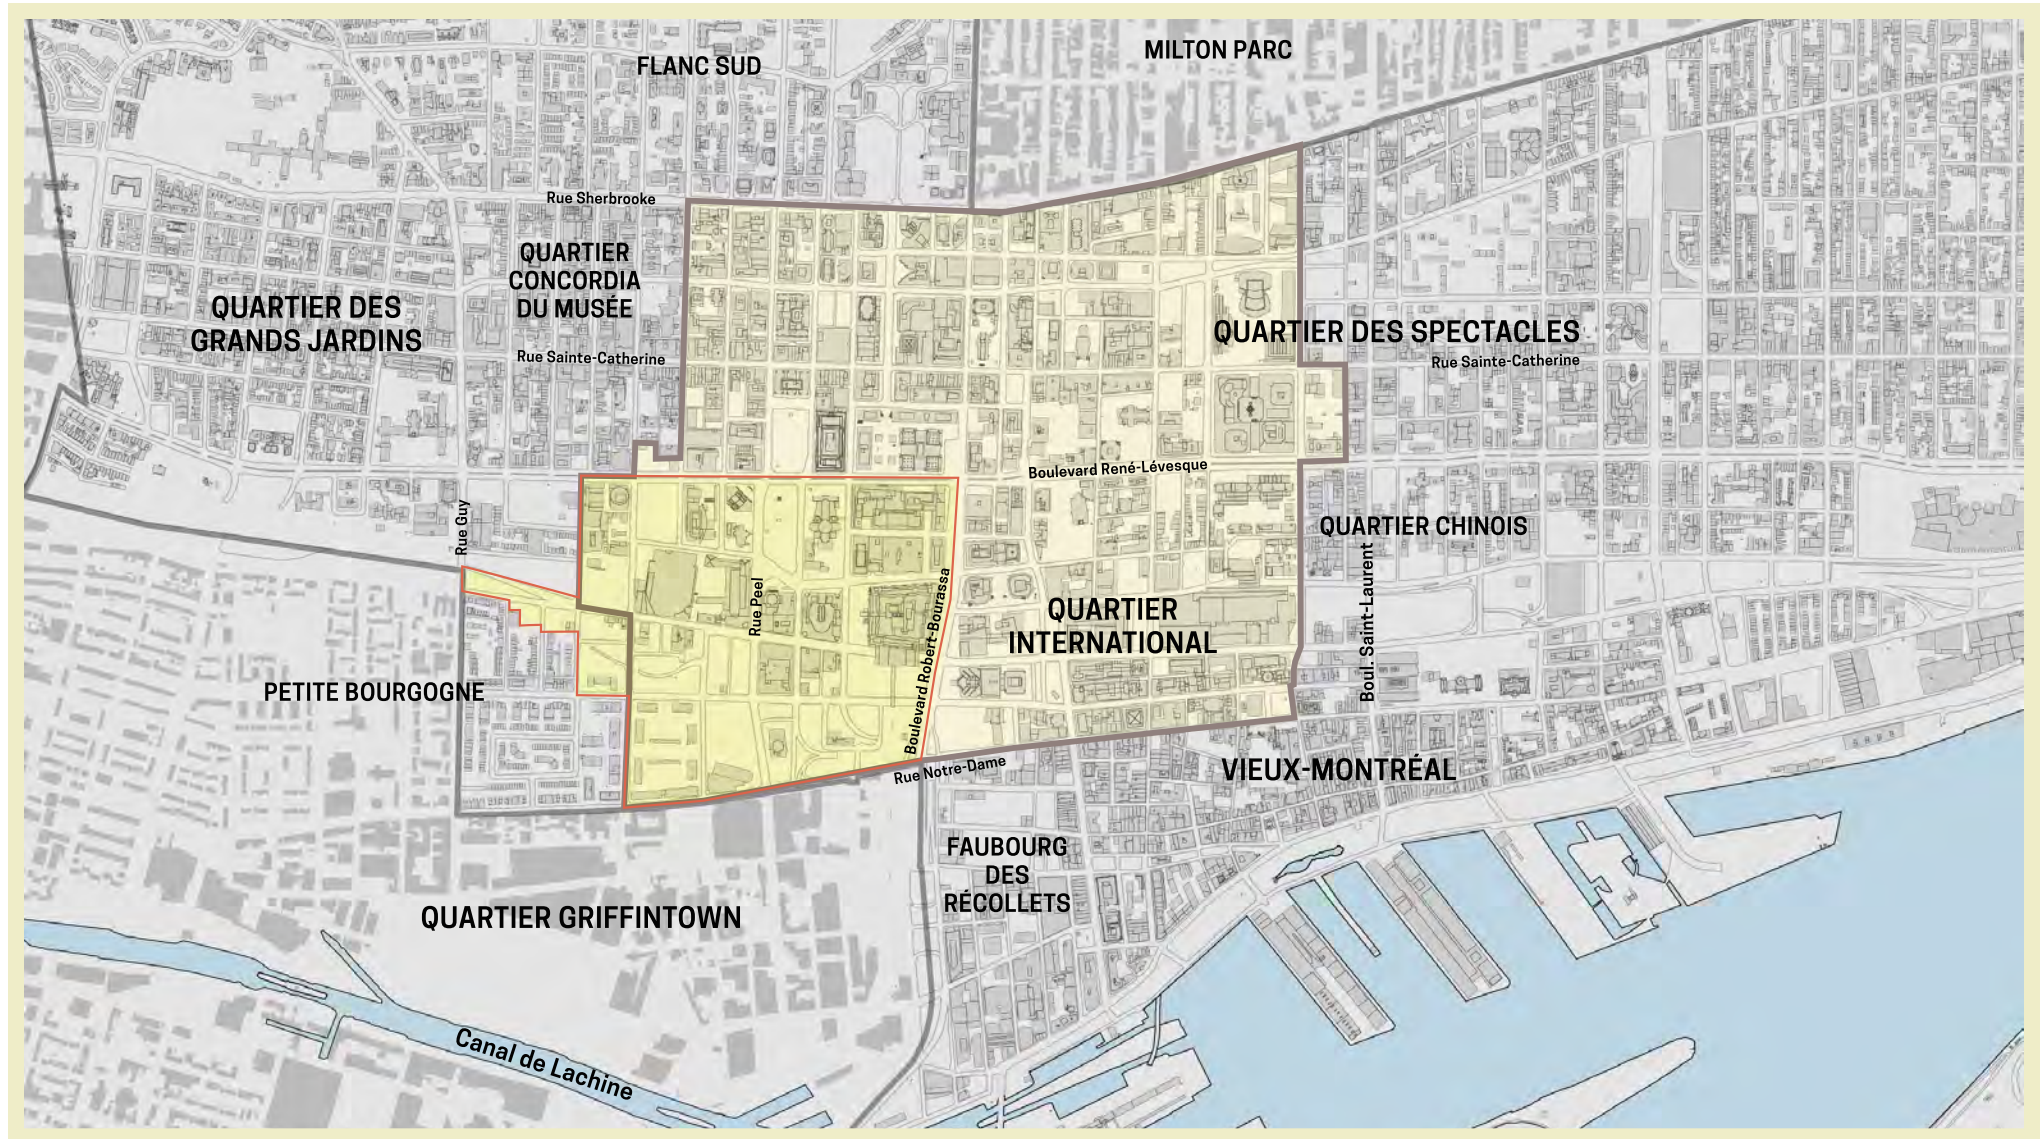 MILTON PARC
FLANC SUD
Rue Sherbrooke
QUARTIER
CONCORDIA
DU MUSÉE
QUARTIER DES
GRANDS JARDINS
QUARTIER DES SPECTACLES
Rue Sainte-Catherine
Rue Sainte-Catherine
Boulevard René-Lévesque
Rue Guy
QUARTIER CHINOIS
Rue Peel
Boulevard Robert-Bourassa
QUARTIER
INTERNATIONAL
Boul. Saint-Laurent
PETITE BOURGOGNE
Rue Notre-Dame
VIEUX-MONTRÉAL
FAUBOURG
DES
RÉCOLLETS
QUARTIER GRIFFINTOWN
Canal de Lachine